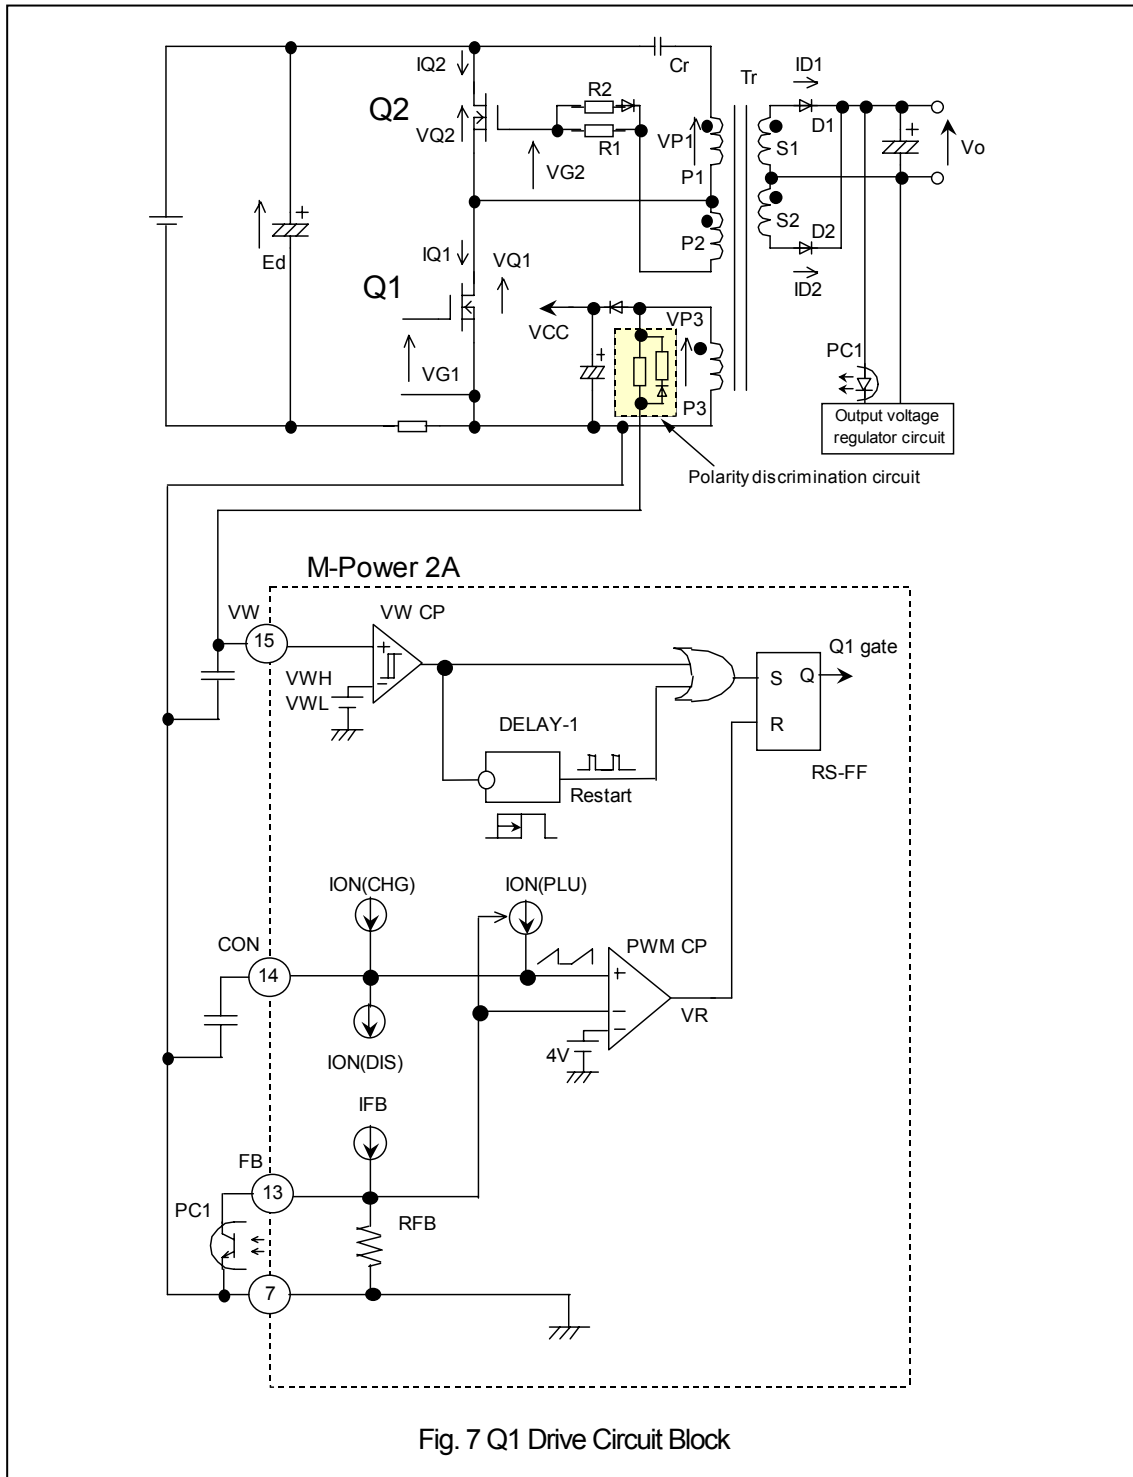 Cr
Tr
ID1
IQ2
R2
Q2
VQ2
R1
VG2
VP1
P1
D1
S1
Vo
+
+
Ed
P2
S2
D2
ID2
IQ1
VQ1
Q1
VG1
VCC
+
VP3
P3
PC1
Output voltage
regulator circuit
Polarity discrimination circuit
M-Power 2A
VW
15
VW CP
+
−
VWH
VWL
DELAY-1
Restart
S Q
R
Q1 gate
RS-FF
ION(CHG)
ION(PLU)
CON
14
PWM CP
+
−
−
VR
4V
ION(DIS)
IFB
FB
13
PC1
RFB
7
Fig. 7 Q1 Drive Circuit Block